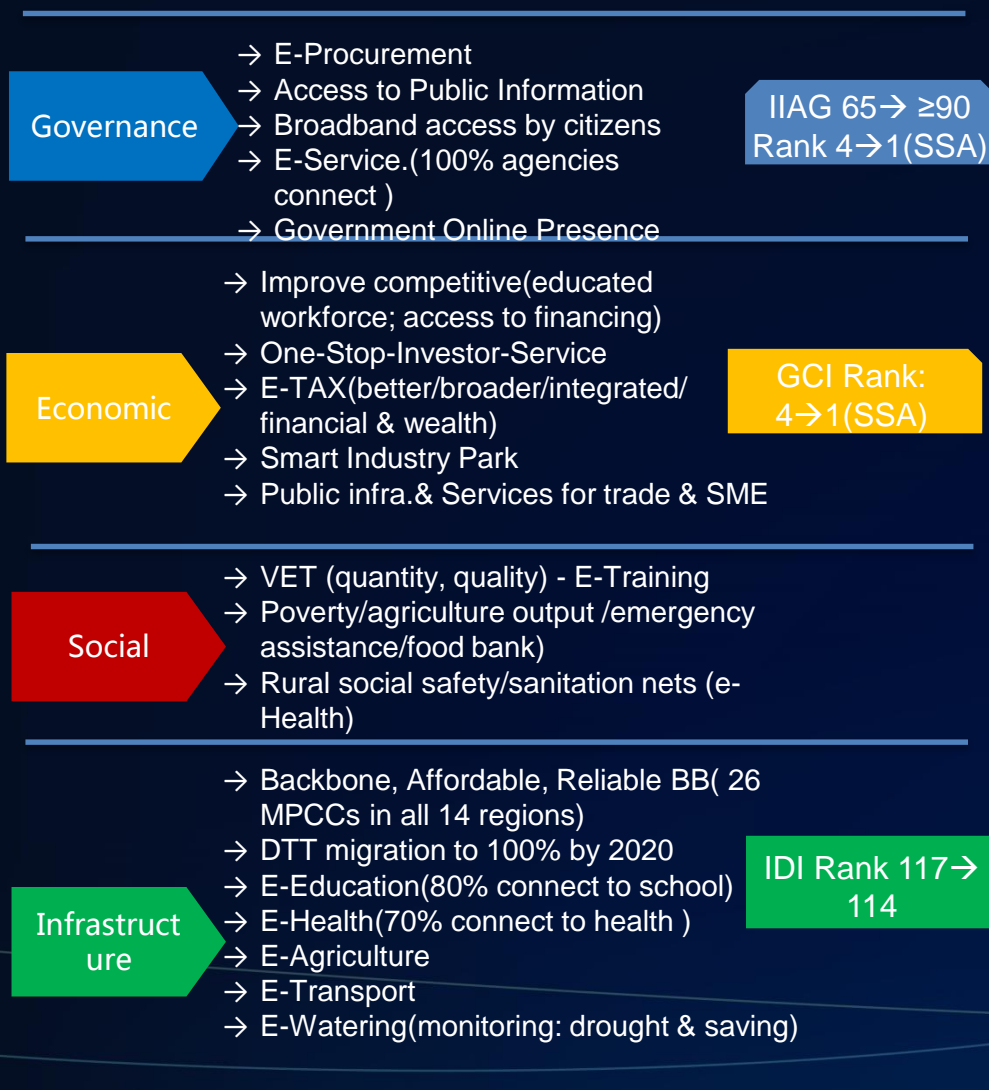 Governance
→ E-Procurement
→ Access to Public Information
→ Broadband access by citizens
→ E-Service.(100% agencies
connect )
→ Government Online Presence
IIAG 65→ ≥90
Rank 4→1(SSA)
Economic
→ Improve competitive(educated
workforce; access to financing)
→ One-Stop-Investor-Service
→ E-TAX(better/broader/integrated/
financial & wealth)
→ Smart Industry Park
→ Public infra.& Services for trade & SME
GCI Rank:
4→1(SSA)
Social
→ VET (quantity, quality) - E-Training
→ Poverty/agriculture output /emergency
assistance/food bank)
→ Rural social safety/sanitation nets (e-
Health)
Infrastruct
ure
→ Backbone, Affordable, Reliable BB( 26
MPCCs in all 14 regions)
→ DTT migration to 100% by 2020
→ E-Education(80% connect to school)
→ E-Health(70% connect to health )
→ E-Agriculture
→ E-Transport
→ E-Watering(monitoring: drought & saving)
IDI Rank 117→
114